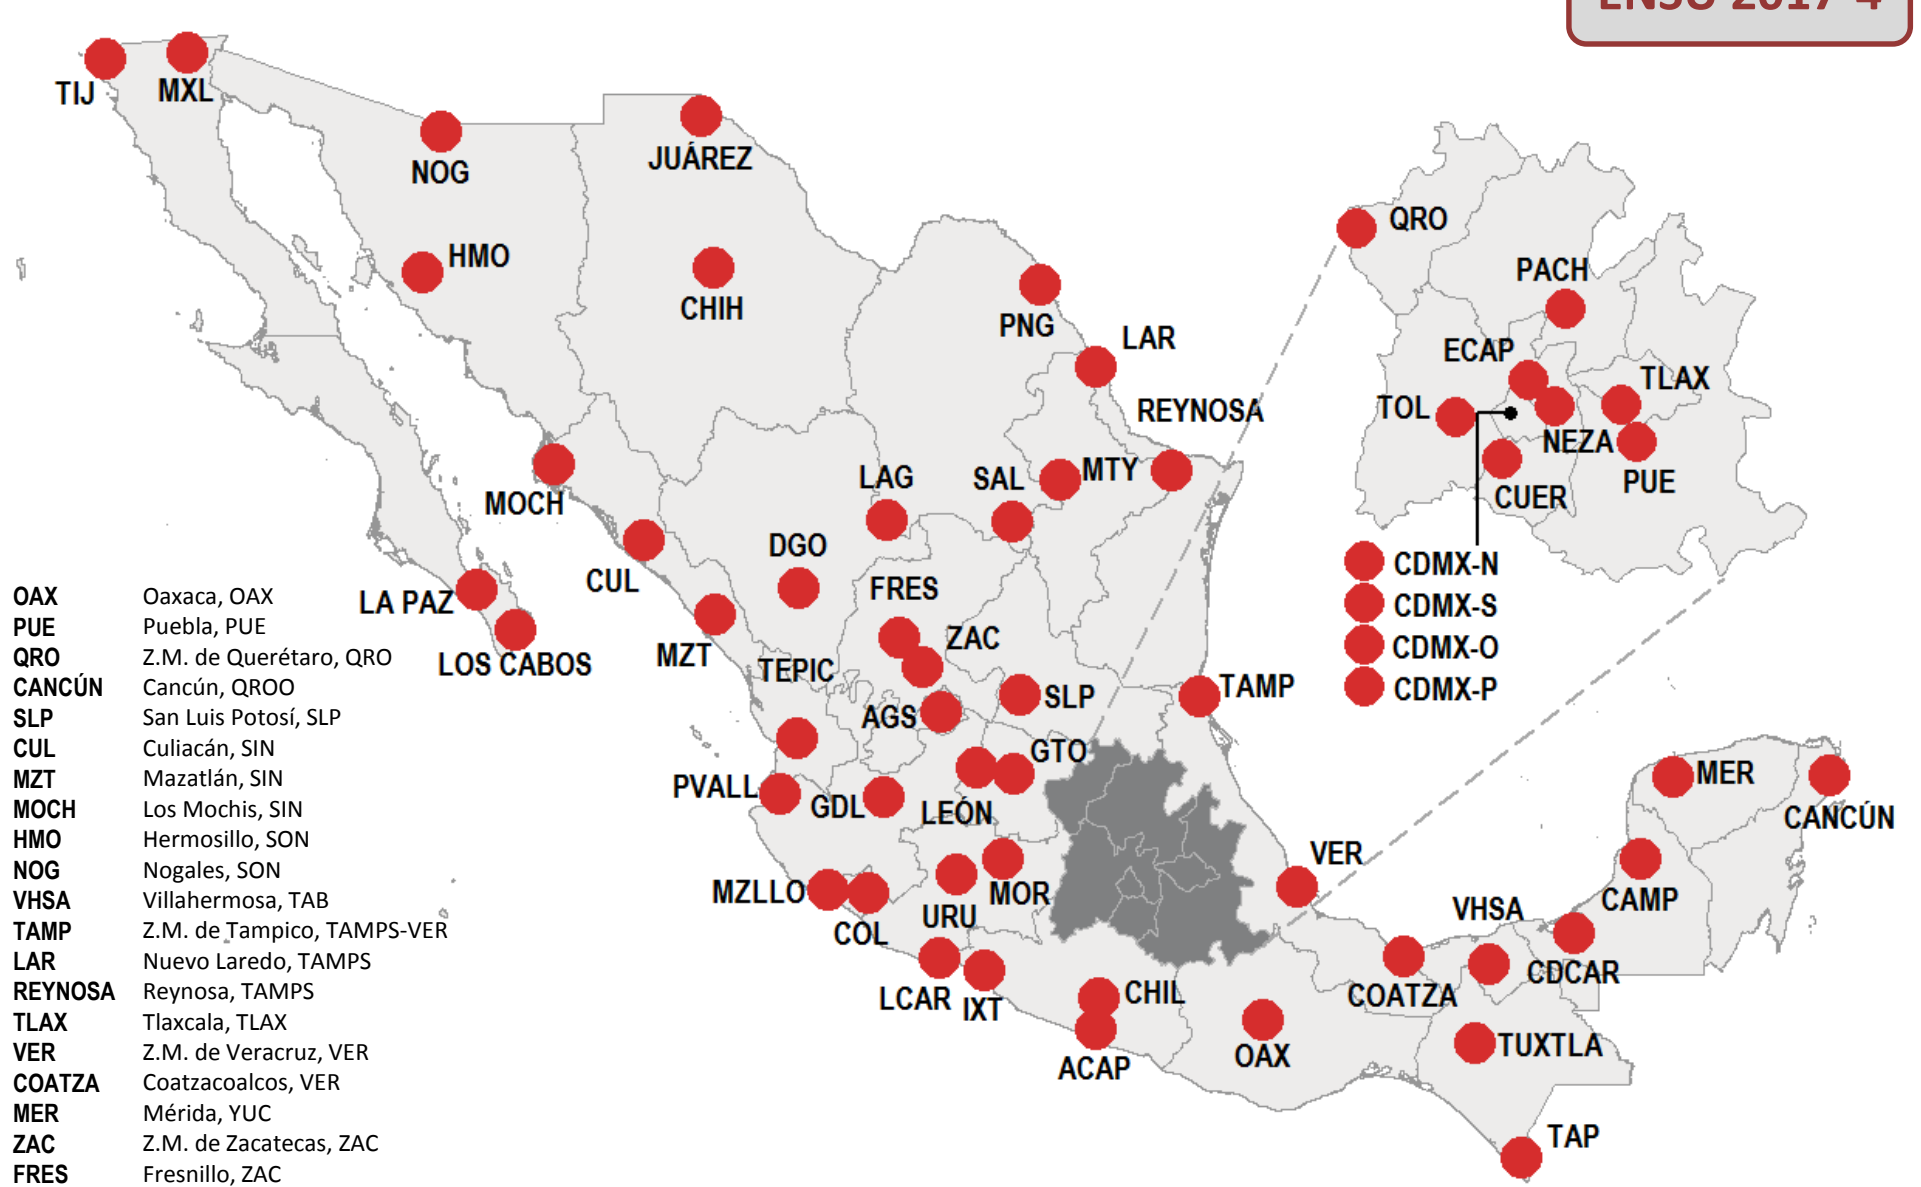 ENSU 2017-4
TIJ
MXL
NOG
JUÁREZ
HMO
CHIH
PNG
LAR
REYNOSA
MOCH
LAG
SAL
MTY
CUL
DGO
FRES
LA PAZ
LOS CABOS
MZT
TEPIC
ZAC
AGS
SLP
TAMP
PVALL
GDL
LEÓN
GTO
MZLLO
COL
URU
MOR
LCAR
IXT
CHIL
ACAP
OAX
VER
COATZA
VHSA
CDCAR
CAMP
MER
CANCÚN
TUXTLA
TAP
QRO
PACH
ECAP
TLAX
TOL
NEZA
PUE
CUER
CDMX-N
CDMX-S
CDMX-O
CDMX-P
OAX Oaxaca, OAX
PUE Puebla, PUE
QRO Z.M. de Querétaro, QRO
CANCÚN Cancún, QROO
SLP San Luis Potosí, SLP
CUL Culiacán, SIN
MZT Mazatlán, SIN
MOCH Los Mochis, SIN
HMO Hermosillo, SON
NOG Nogales, SON
VHSA Villahermosa, TAB
TAMP Z.M. de Tampico, TAMPS-VER
LAR Nuevo Laredo, TAMPS
REYNOSA Reynosa, TAMPS
TLAX Tlaxcala, TLAX
VER Z.M. de Veracruz, VER
COATZA Coatzacoalcos, VER
MER Mérida, YUC
ZAC Z.M. de Zacatecas, ZAC
FRES Fresnillo, ZAC